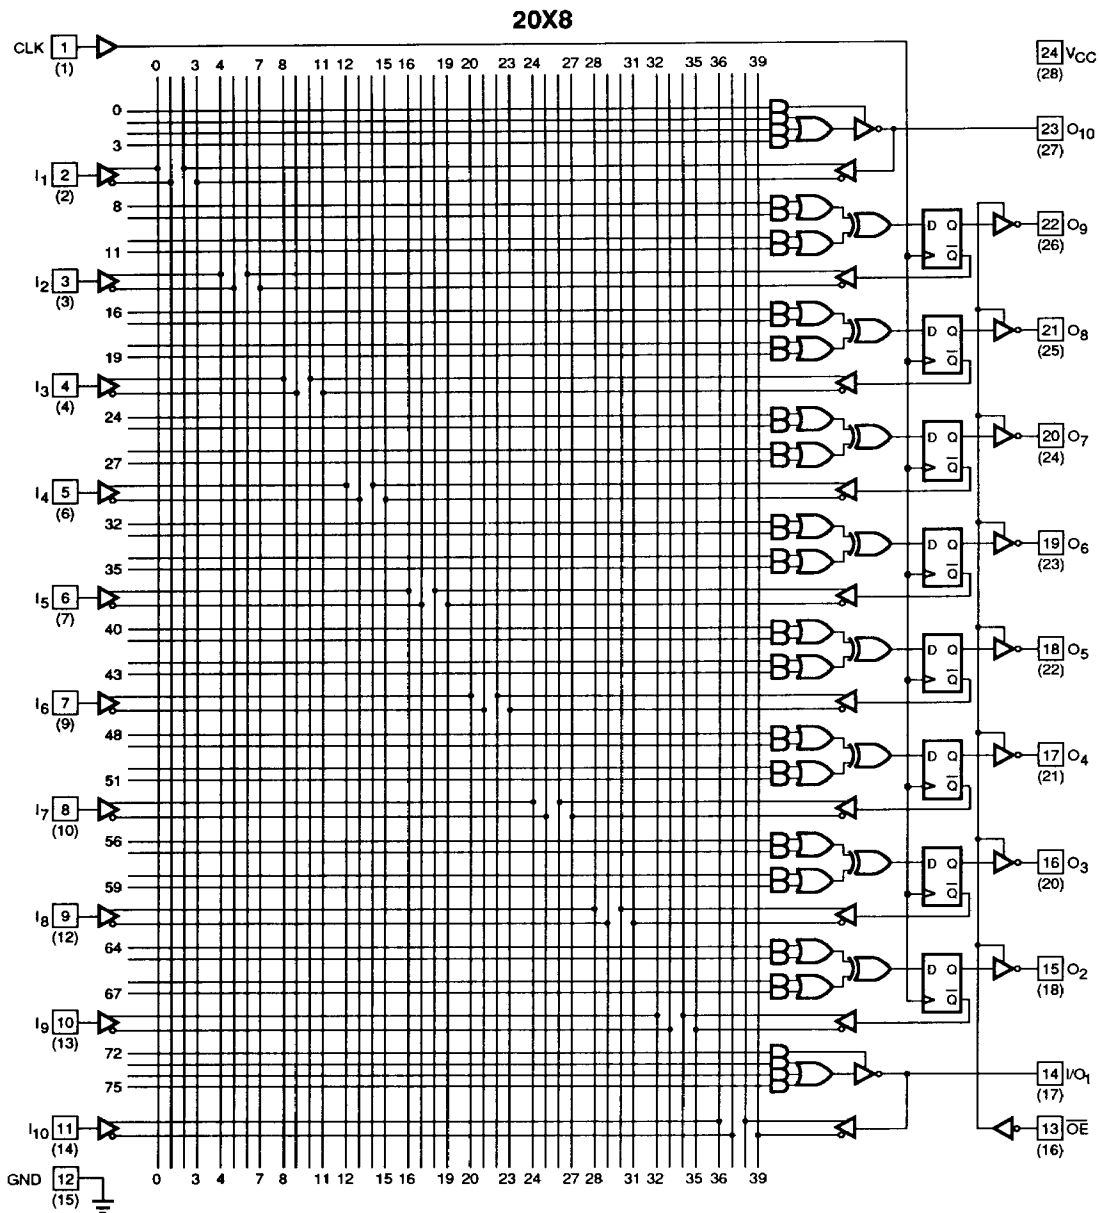 20X8
CLK 1 24 VCC
(1) (28)
0 3 4 7 8 11 12 15 16 19 20 23 24 27 28 31 32 35 36 39
0
23 O10
3 (27)
I1 2
(2)
8
22 O9
D Q
(26)
11
Q
I2 3
(3)
16
D Q 21 O8
(25)
19
Q
I3 4
(4)
24
D Q 20 O7
(24)
27
Q
I4 5
(6)
32
D Q 19 O6
(23)
35
Q
I5 6
(7)
40
D Q 18 O5
(22)
43
Q
I6 7
(9)
48
D Q 17 O4
(21)
51
Q
I7 8
(10)
56
D Q 16 O3
(20)
59
Q
I8 9
(12)
64
D Q 15 O2
(18)
67
Q
I9 10
(13)
72
14 I/O1
75 (17)
I10 11 13 OE
(14) (16)
GND 12 0 3 4 7 8 11 12 15 16 19 20 23 24 27 28 31 32 35 36 39
(15)